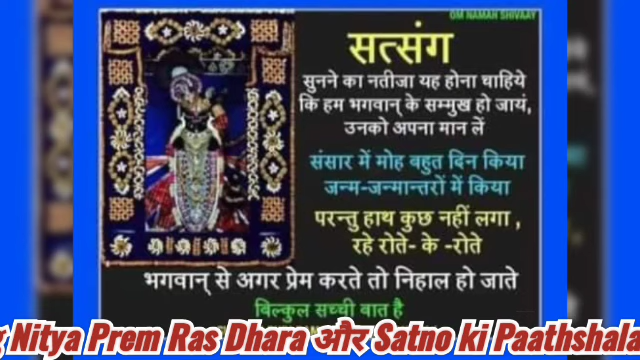 OM NAMAH SHIVAAY
सत्संग
सुनने का नतीजा यह होना चाहिये
कि हम भगवान् के सम्मुख हो जायं,
उनको अपना मान लें
संसार में मोह बहुत दिन किया
जन्म-जन्मान्तरों में किया
परन्तु हाथ कुछ नहीं लगा ,
रहे रोते- के -रोते
भगवान् से अगर प्रेम करते तो निहाल हो जाते
बिल्कुल सच्ची बात है
Nitya Prem Ras Dhara और Satno ki Paathshala